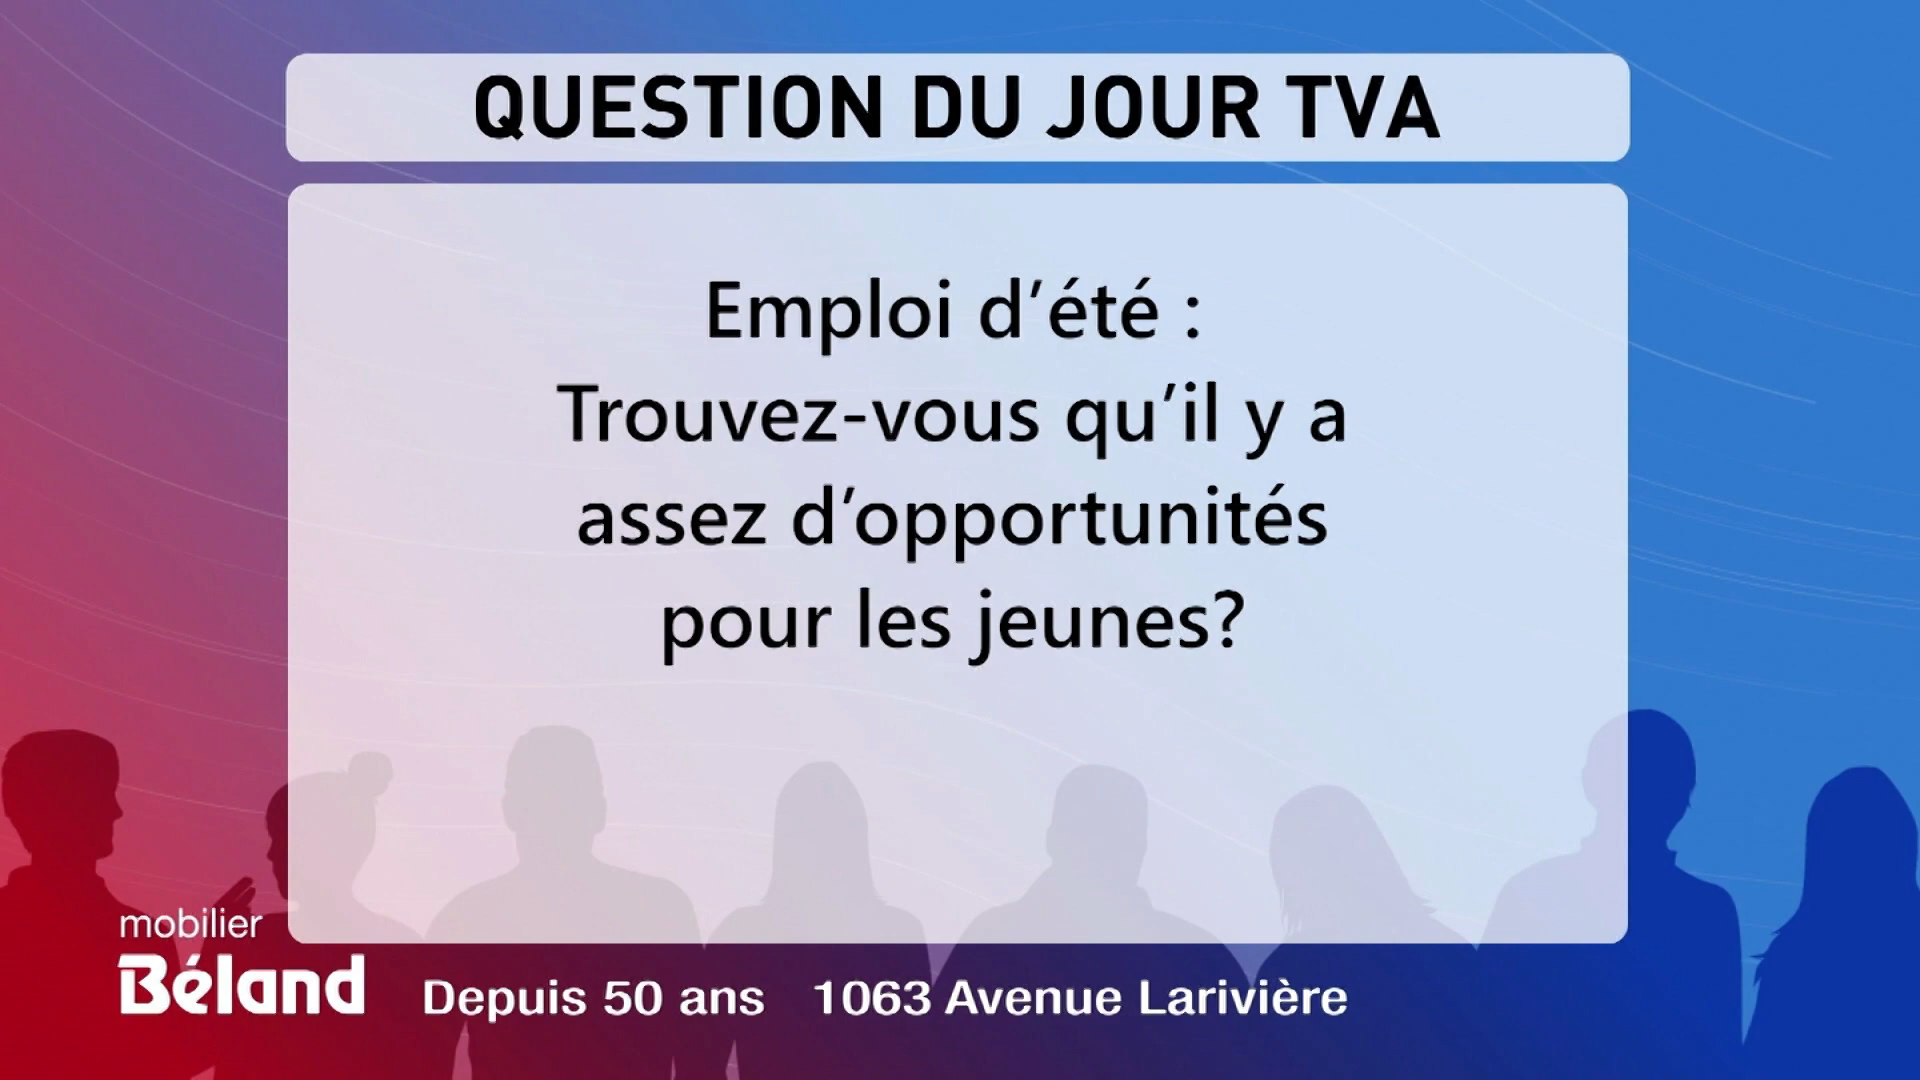 QUESTION DU JOUR TVA
Emploi d’été :
Trouvez-vous qu’il y a
assez d’opportunités
pour les jeunes?
mobilier
Béland
Depuis 50 ans 1063 Avenue Larivière